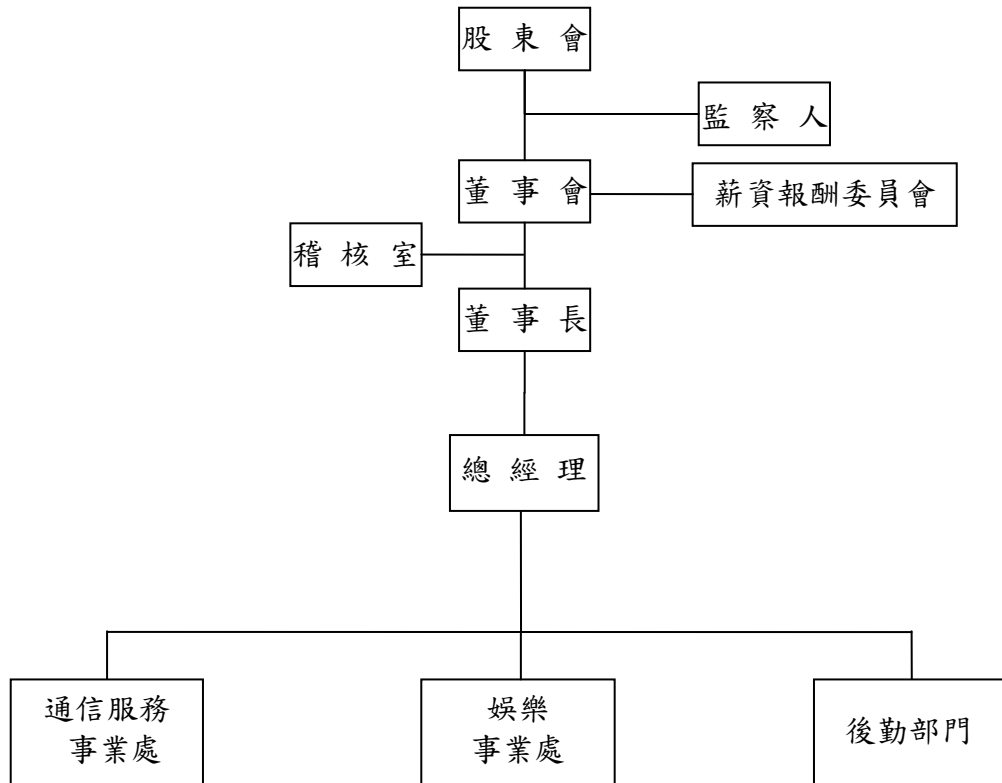 股東會
監察人
董事會
薪資報酬委員會
稽核室
董事長
總經理
通信服務
事業處
娛樂
事業處
後勤部門